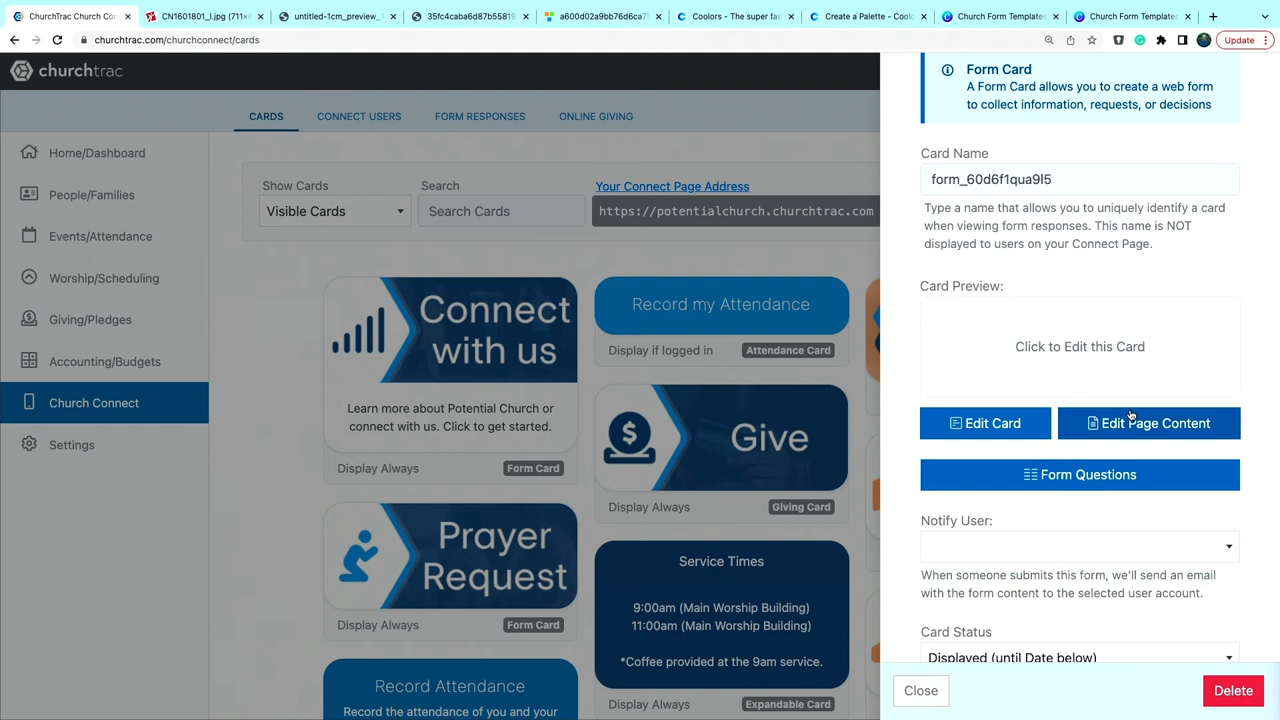 ChurchTrac Church Con
CN1601801_l.jpg (711×
untitled-1cm_preview_1
35fc4caba6d87b55819
a600d02a9bb76d6ca7
Coolors - The super fas
Create a Palette - Coolo
Church Form Templates
Church Form Templates
churchtrac.com/churchconnect/cards
Update
churchtrac
CARDS
CONNECT USERS
FORM RESPONSES
ONLINE GIVING
Home/Dashboard
People/Families
Events/Attendance
Worship/Scheduling
Giving/Pledges
Accounting/Budgets
Church Connect
Settings
Show Cards
Visible Cards
Search
Search Cards
Your Connect Page Address
https://potentialchurch.churchtrac.com
Connect
with us
Learn more about Potential Church or
connect with us. Click to get started.
Display Always
Form Card
Prayer
Request
Display Always
Form Card
Record Attendance
Record the attendance of you and your
Record my Attendance
Display if logged in
Attendance Card
Give
Display Always
Giving Card
Service Times
9:00am (Main Worship Building)
11:00am (Main Worship Building)
*Coffee provided at the 9am service.
Display Always
Expandable Card
Form Card
A Form Card allows you to create a web form
to collect information, requests, or decisions
Card Name
form_60d6f1qua9l5
Type a name that allows you to uniquely identify a card
when viewing form responses. This name is NOT
displayed to users on your Connect Page.
Card Preview:
Click to Edit this Card
Edit Card
Edit Page Content
Form Questions
Notify User:
When someone submits this form, we'll send an email
with the form content to the selected user account.
Card Status
Displayed (until Date below)
Close
Delete